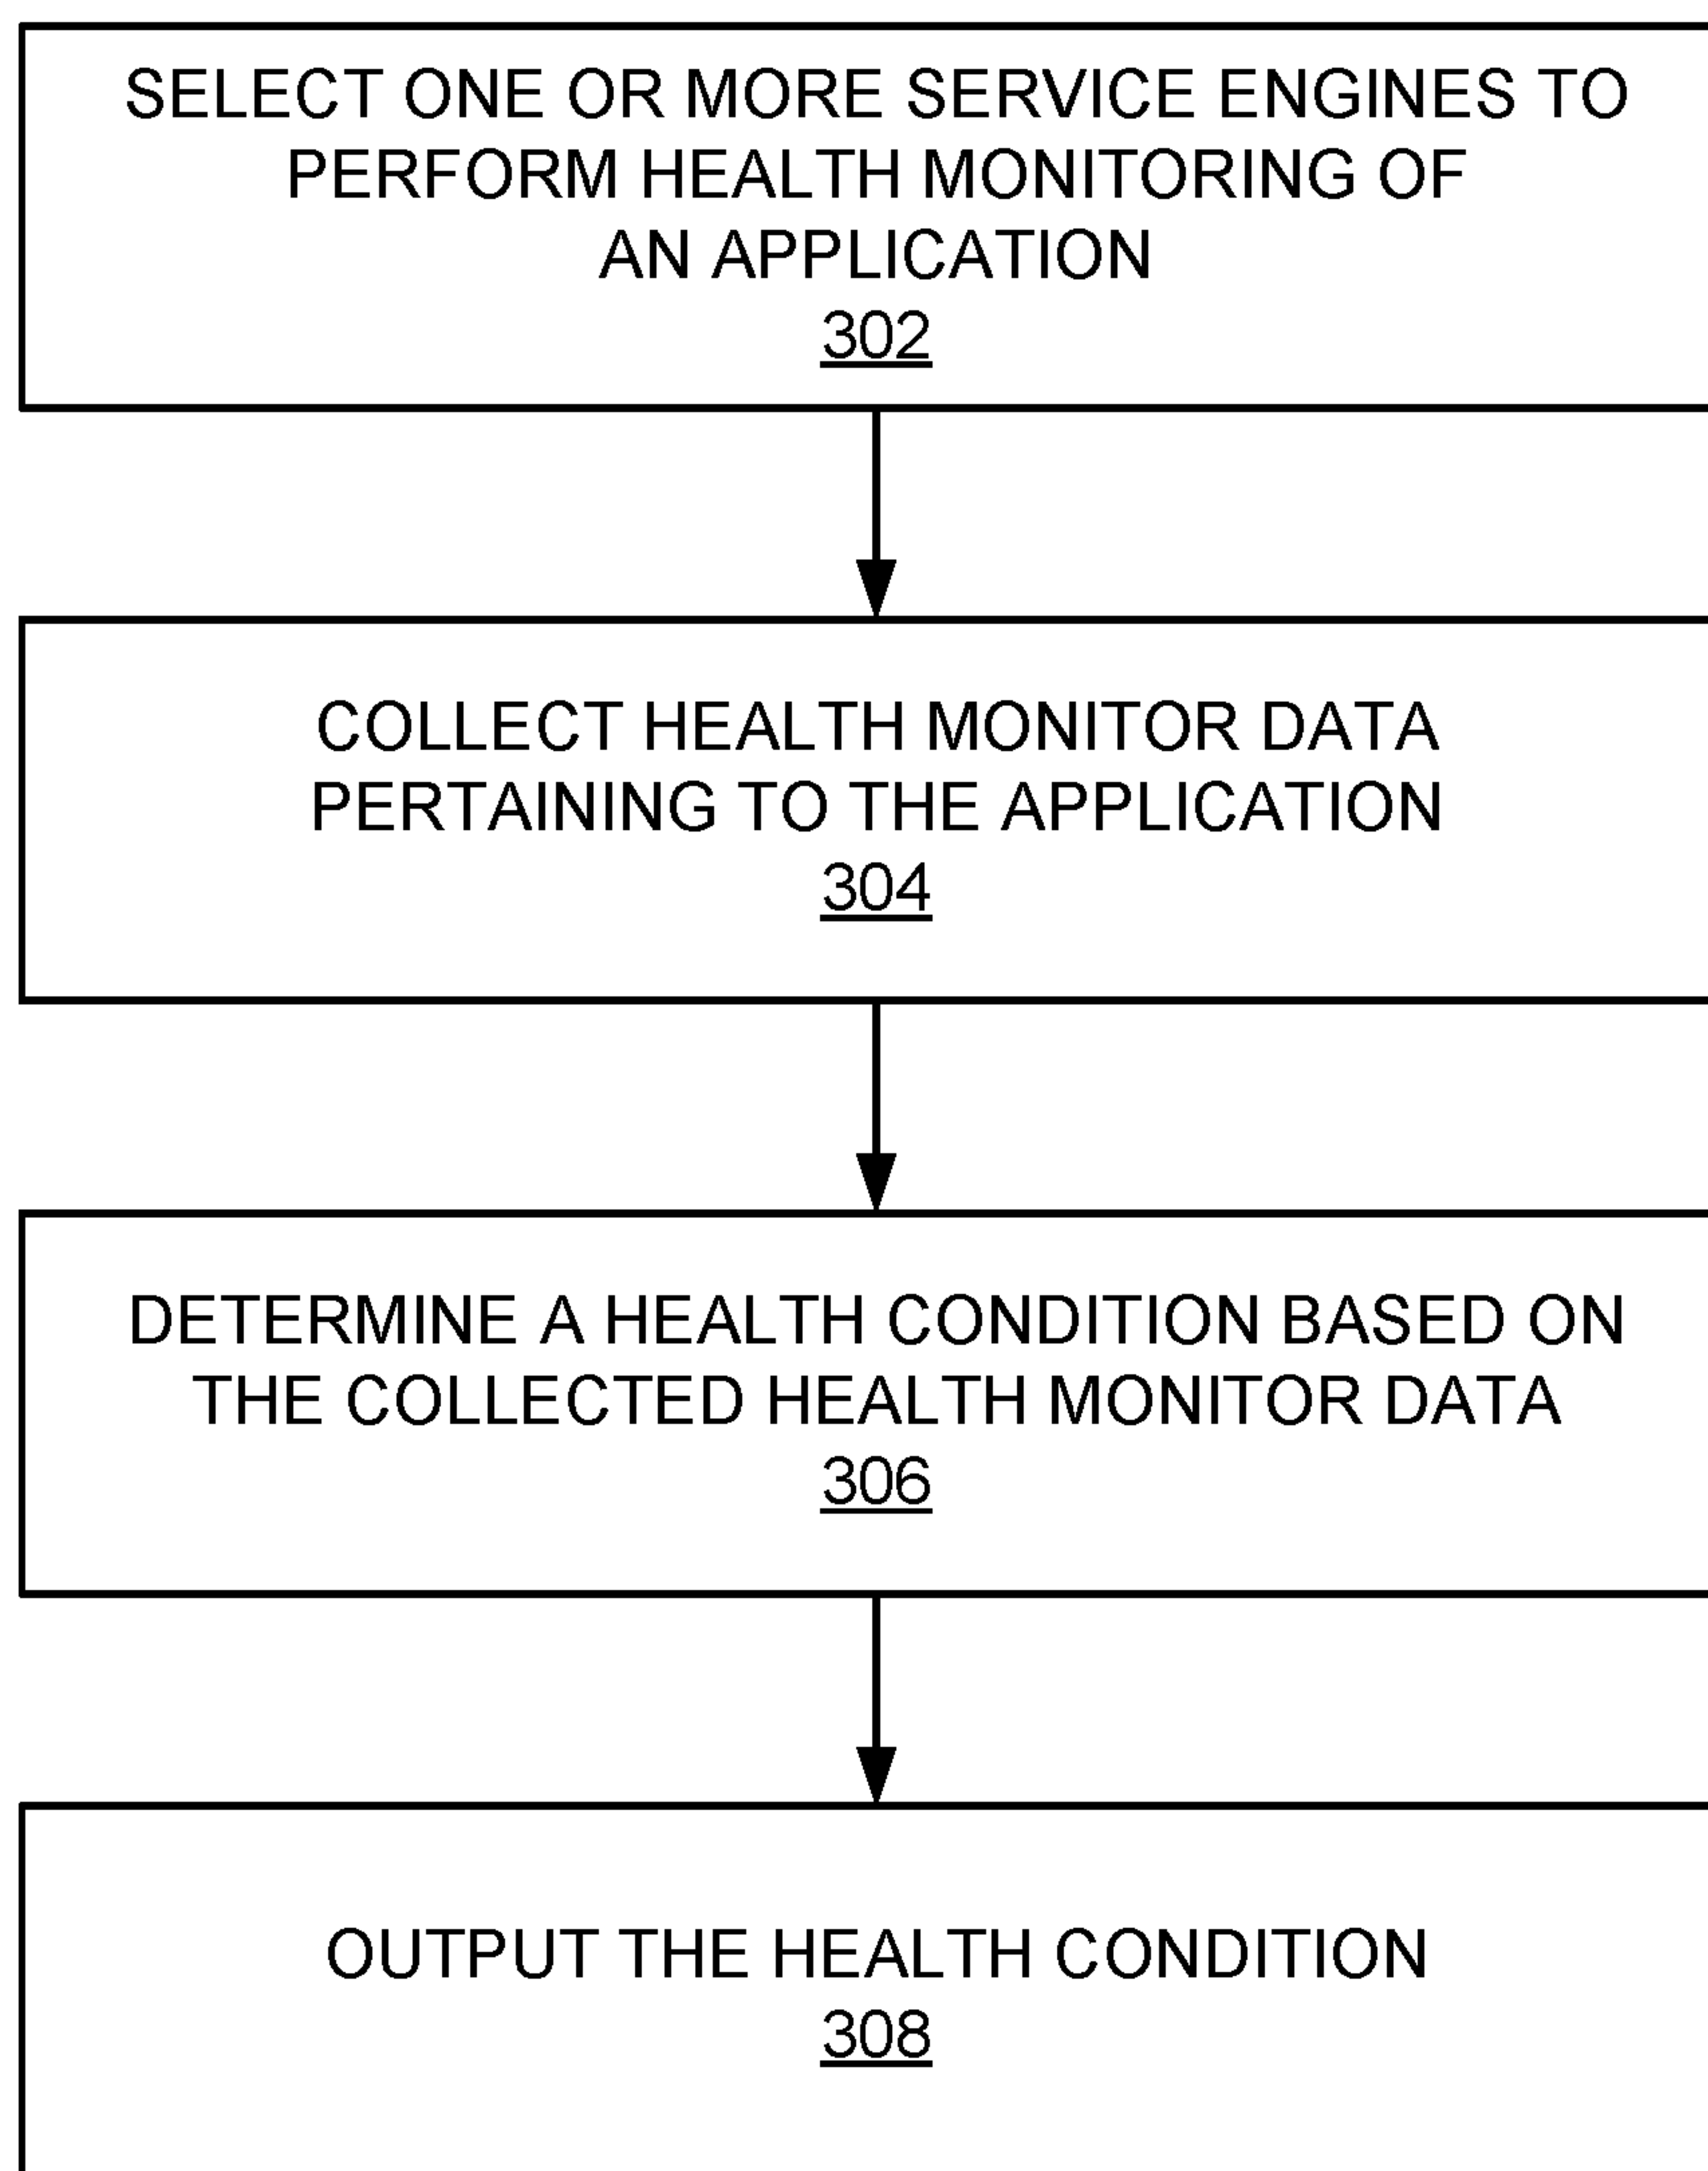 SELECT ONE OR MORE SERVICE ENGINES TO
PERFORM HEALTH MONITORING OF
AN APPLICATION
302
COLLECT HEALTH MONITOR DATA
PERTAINING TO THE APPLICATION
304
DETERMINE A HEALTH CONDITION BASED ON
THE COLLECTED HEALTH MONITOR DATA
306
OUTPUT THE HEALTH CONDITION
308